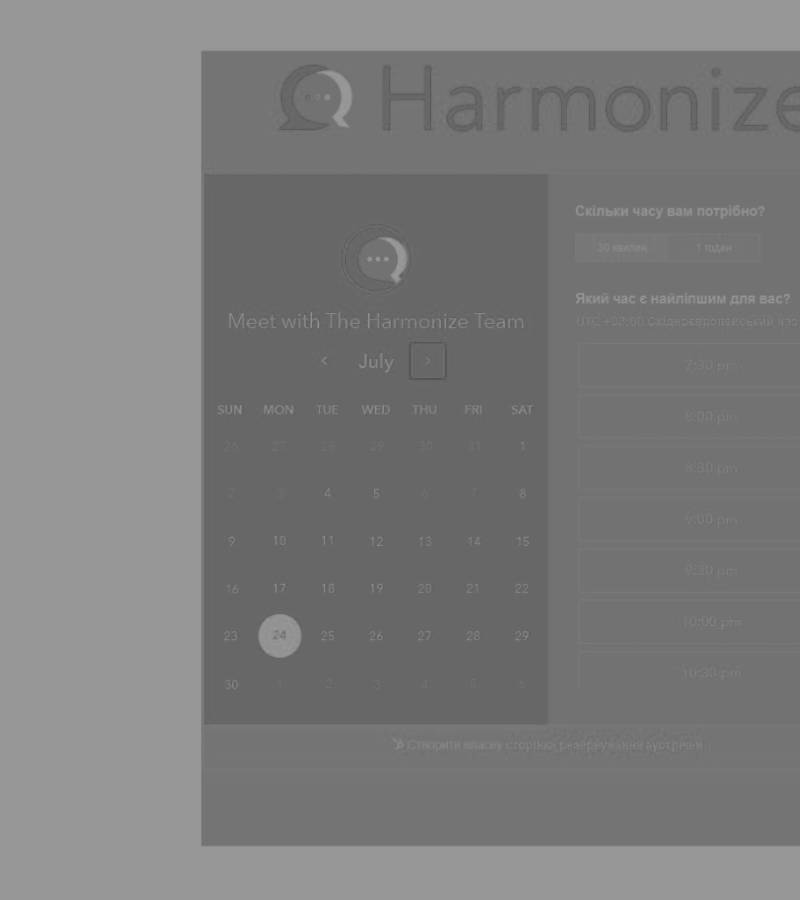 Harmonize
Meet with The Harmonize Team
July
SUN MON TUE WED THU FRI SAT
26 27 28 29 30 31 1
2 3 4 5 6 7 8
9 10 11 12 13 14 15
16 17 18 19 20 21 22
23 24 25 26 27 28 29
30 1 2 3 4 5 6
Скільки часу вам потрібно?
30 хвилин 1 годин
Який час є найліпшим для вас?
UTC +03:00 Східноєвропейський
7:30 pm
8:00 pm
8:30 pm
9:00 pm
9:30 pm
10:00 pm
10:30 pm
Створити власну сторінку резервування зустрічей